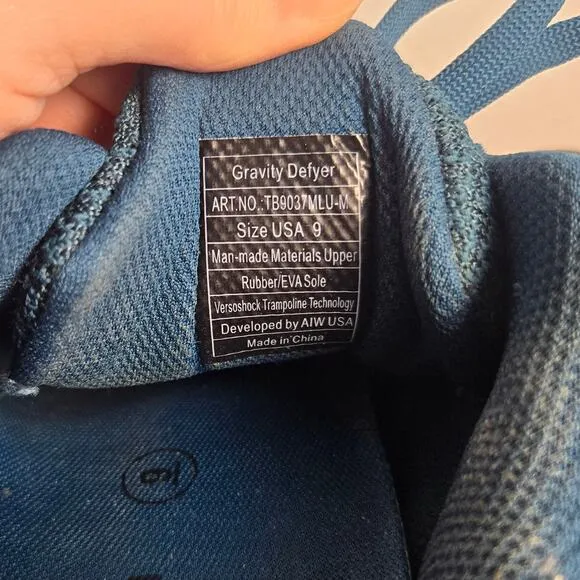 Gravity Defyer
ART.NO.:TB9037MLU-M
Size USA 9
Man-made Materials Upper
Rubber/EVA Sole
Versoshock Trampoline Technology
Developed by AIW USA
Made in China
9